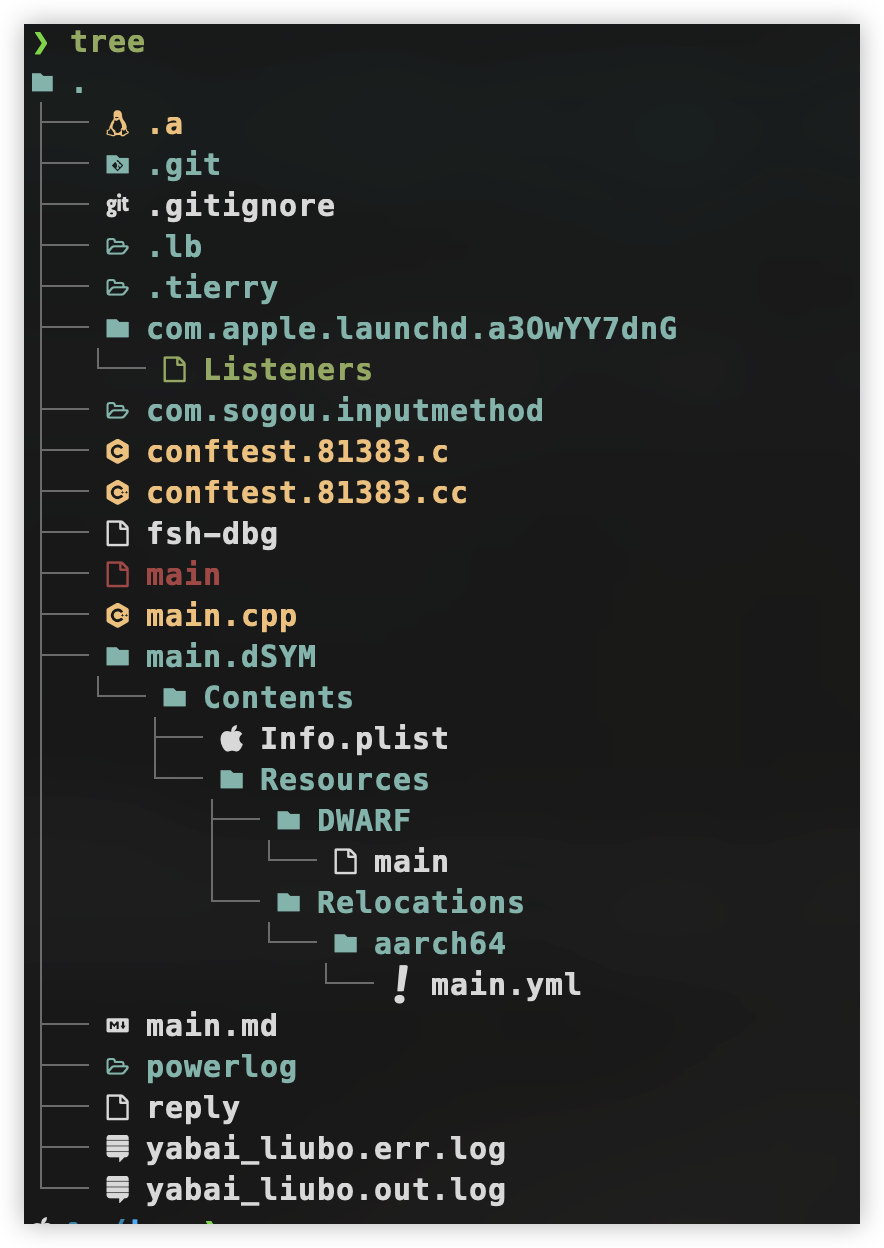 ❯ tree
.
.a
.git
.gitignore
.lb
.tierry
com.apple.launchd.a3OwYY7dnG
Listeners
com.sogou.inputmethod
conftest.81383.c
conftest.81383.cc
fsh-dbg
main
main.cpp
main.dSYM
Contents
Info.plist
Resources
DWARF
main
Relocations
aarch64
main.yml
main.md
powerlog
reply
yabai_liubo.err.log
yabai_liubo.out.log